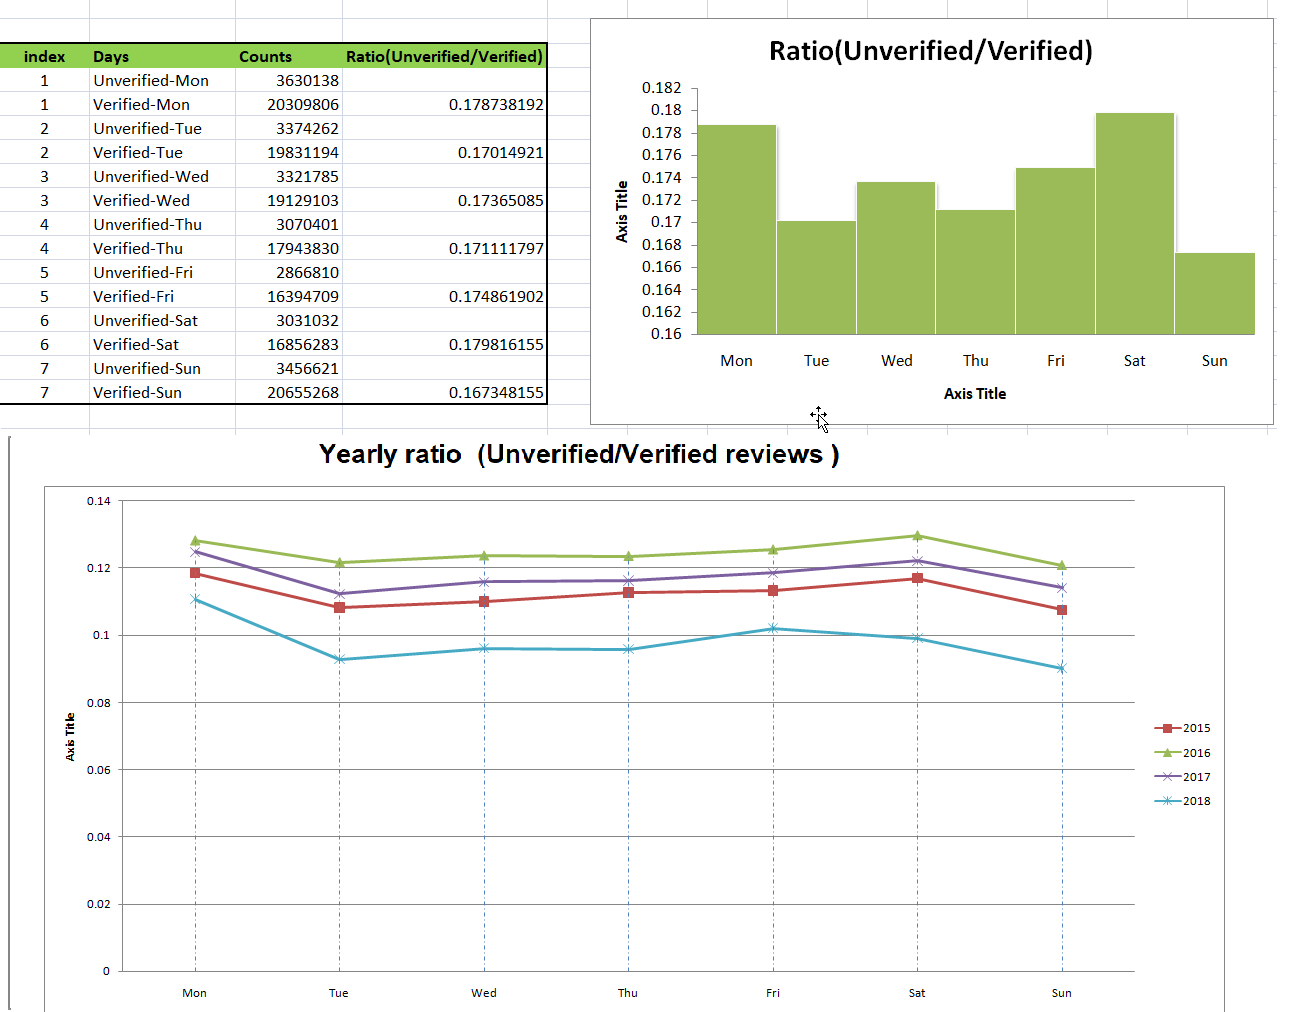 index Days Counts Ratio(Unverified/Verified)
1 Unverified-Mon 3630138
1 Verified-Mon 20309806 0.178738192
2 Unverified-Tue 3374262
2 Verified-Tue 19831194 0.17014921
3 Unverified-Wed 3321785
3 Verified-Wed 19129103 0.17365085
4 Unverified-Thu 3070401
4 Verified-Thu 17943830 0.171111797
5 Unverified-Fri 2866810
5 Verified-Fri 16394709 0.174861902
6 Unverified-Sat 3031032
6 Verified-Sat 16856283 0.179816155
7 Unverified-Sun 3456621
7 Verified-Sun 20655268 0.167348155
Ratio(Unverified/Verified)
0.182
0.18
0.178
0.176
0.174
0.172
0.17
0.168
0.166
0.164
0.162
0.16
Axis Title
Mon Tue Wed Thu Fri Sat Sun
Axis Title
Yearly ratio (Unverified/Verified reviews )
0.14
0.12
0.1
0.08
0.06
0.04
0.02
0
Axis Title
Mon Tue Wed Thu Fri Sat Sun
2015
2016
2017
2018